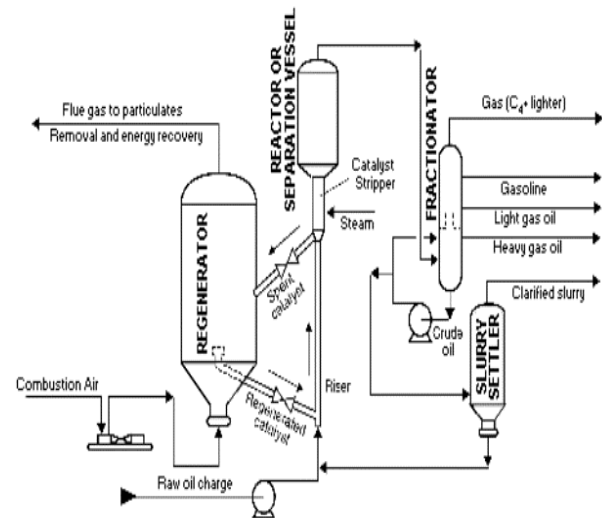 Flue gas to particulates
Removal and energy recovery
REACTOR OR
SEPARATION VESSEL
Catalyst
Stripper
Steam
FRACTIONATOR
Gas (C₄+ lighter)
Gasoline
Light gas oil
Heavy gas oil
Clarified slurry
REGENERATOR
Spent
catalyst
Crude
oil
SLURRY
SETTLER
Combustion Air
Riser
Regenerated
catalyst
Raw oil charge